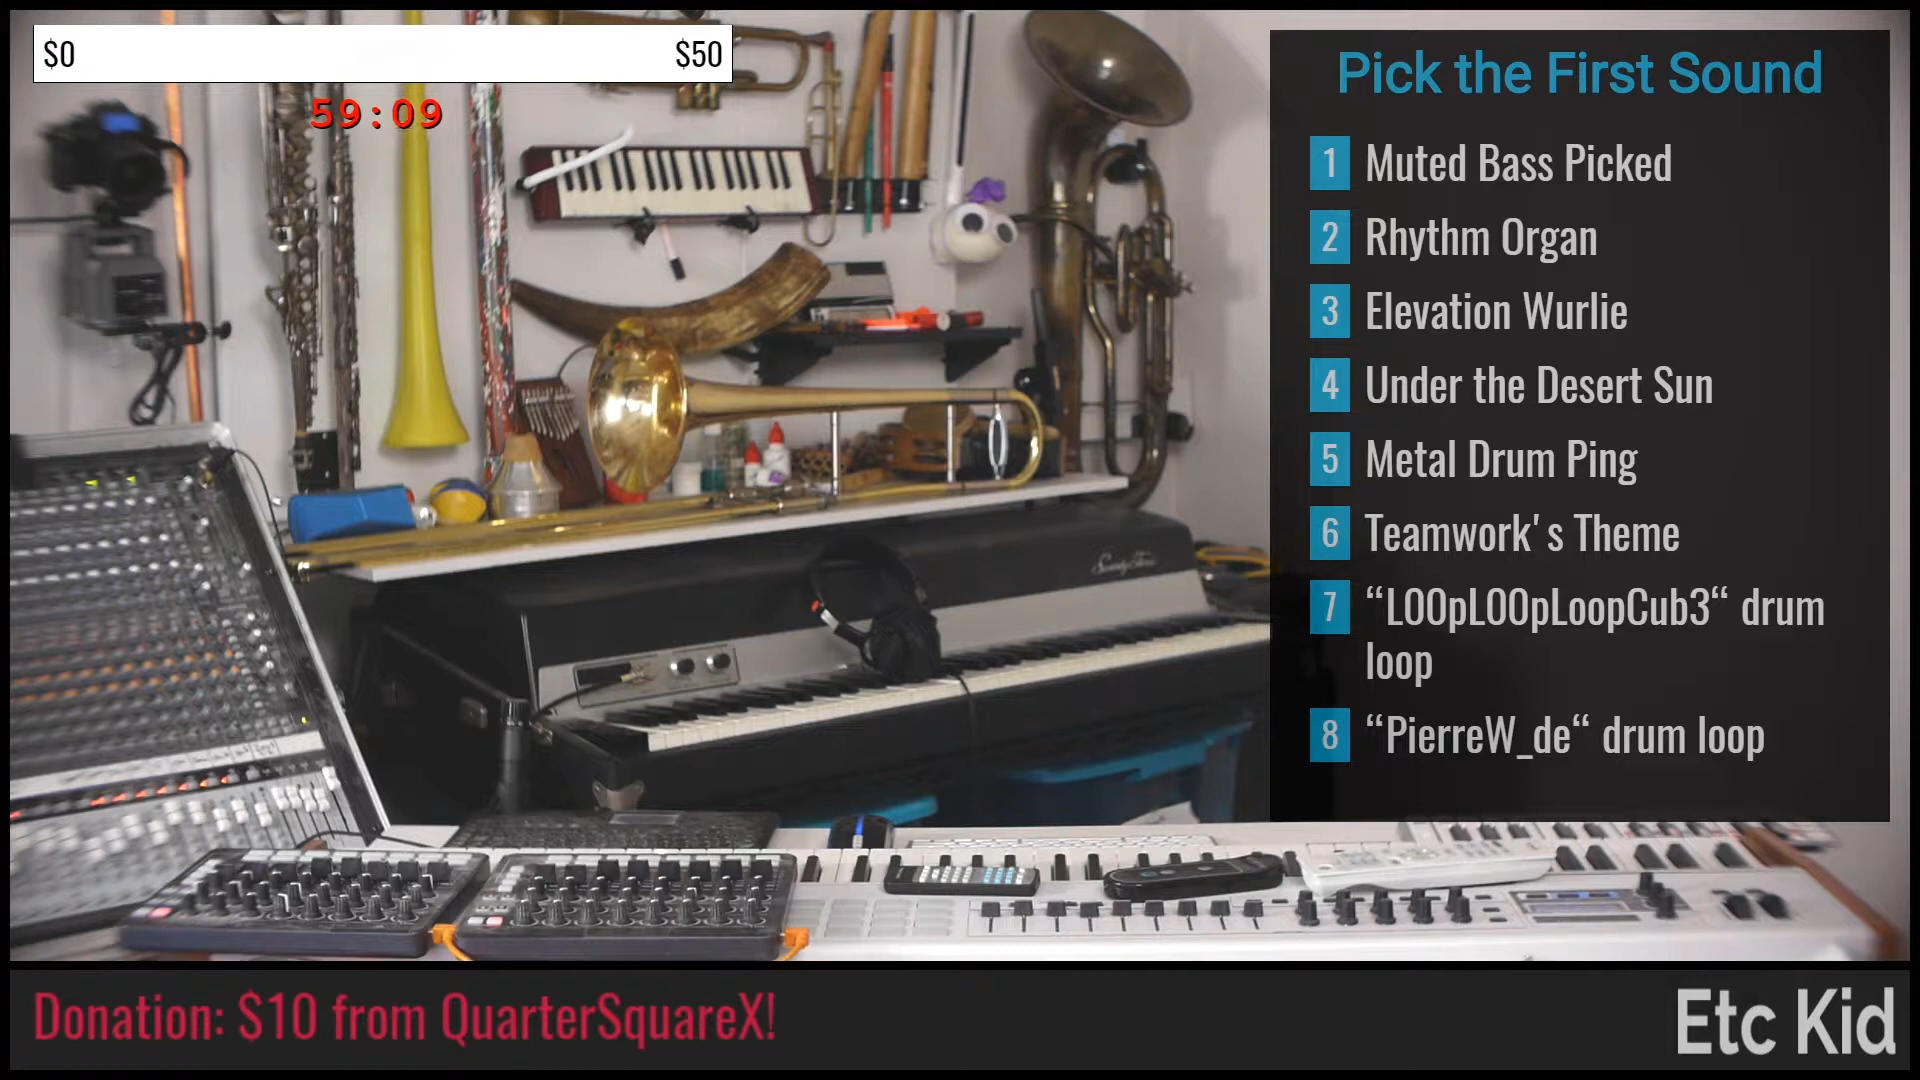 $0 $50
59:09
Pick the First Sound
1 Muted Bass Picked
2 Rhythm Organ
3 Elevation Wurlie
4 Under the Desert Sun
5 Metal Drum Ping
6 Teamwork's Theme
7 “LOOpLOOpLoopCub3“ drum
loop
8 “PierreW_de“ drum loop
Donation: $10 from QuarterSquareX!
Etc Kid